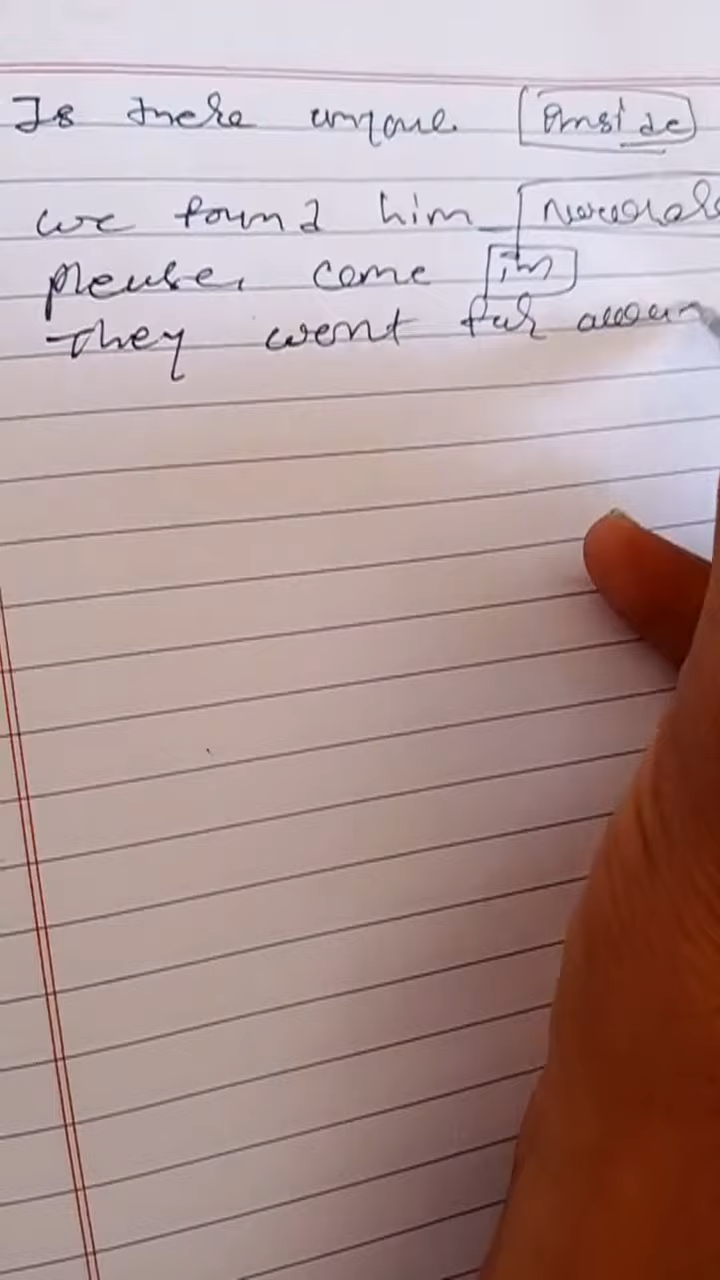 Is there anyone inside
we found him
please come in
They went far